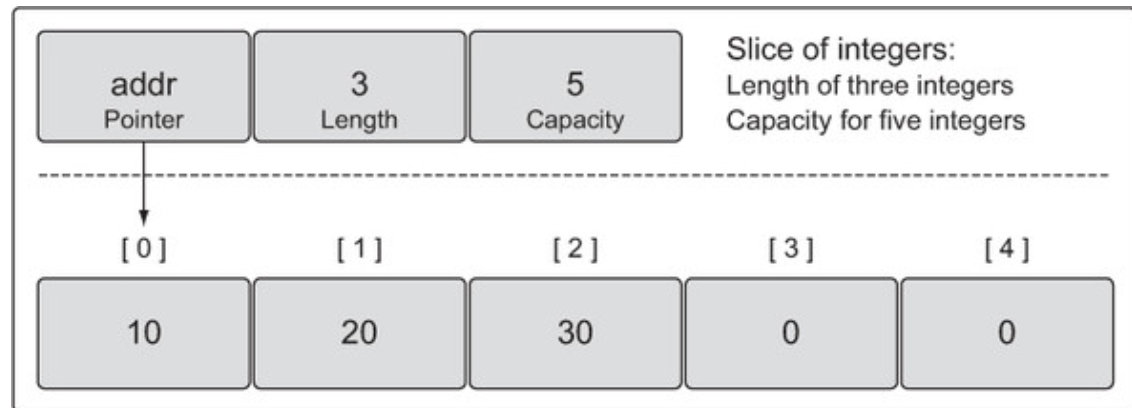 addr
Pointer
3
Length
5
Capacity
Slice of integers:
Length of three integers
Capacity for five integers
[ 0 ] [ 1 ] [ 2 ] [ 3 ] [ 4 ]
10 20 30 0 0